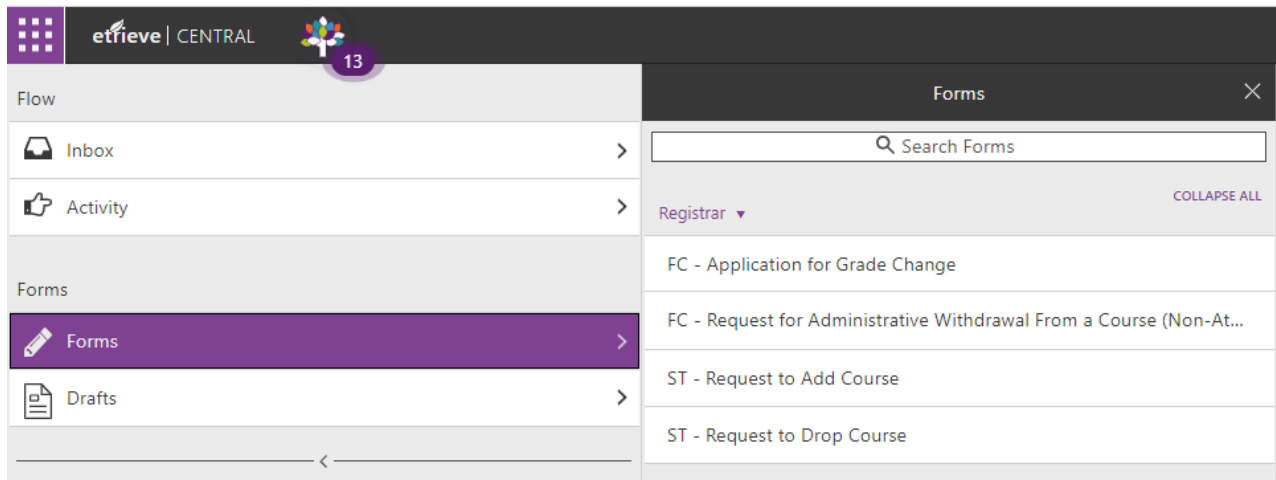 etrieve | CENTRAL
13
Flow
Inbox
Activity
Forms
Forms
Drafts
Forms
Search Forms
COLLAPSE ALL
Registrar
FC - Application for Grade Change
FC - Request for Administrative Withdrawal From a Course (Non-At...
ST - Request to Add Course
ST - Request to Drop Course